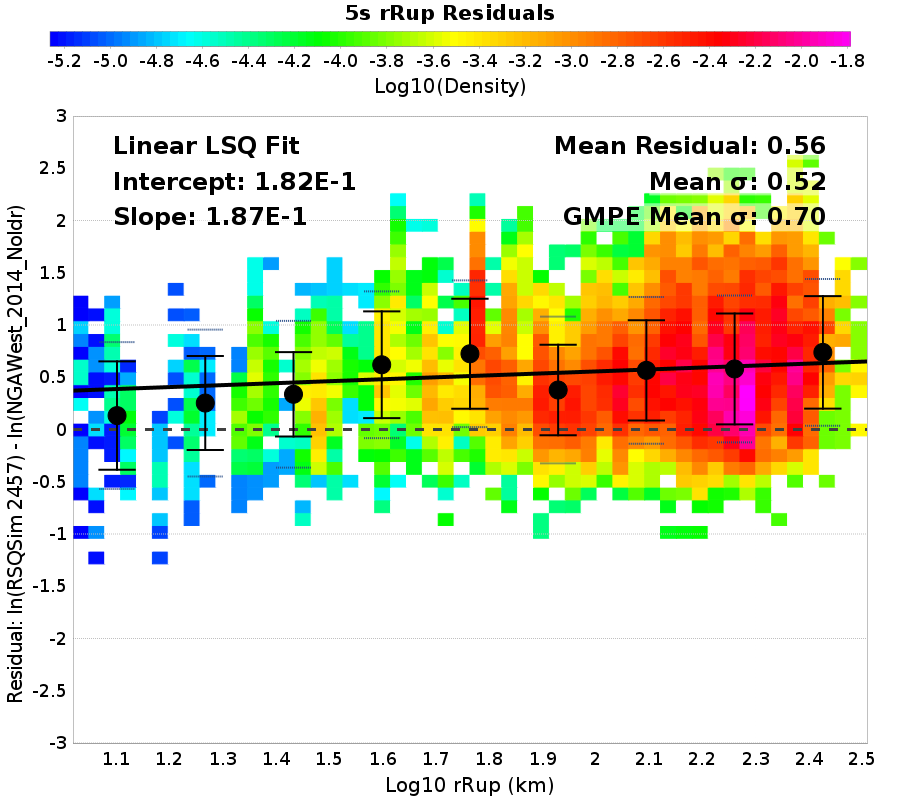 5s rRup Residuals
-5.2 -5.0 -4.8 -4.6 -4.4 -4.2 -4.0 -3.8 -3.6 -3.4 -3.2 -3.0 -2.8 -2.6 -2.4 -2.2 -2.0 -1.8
Log10(Density)
Linear LSQ Fit
Intercept: 1.82E-1
Slope: 1.87E-1
Mean Residual: 0.56
Mean σ: 0.52
GMPE Mean σ: 0.70
Residual: ln(RSQSim 2457) - ln(NGAWest_2014_NoIdr)
3
2.5
2
1.5
1
0.5
0
-0.5
-1
-1.5
-2
-2.5
-3
1.1 1.2 1.3 1.4 1.5 1.6 1.7 1.8 1.9 2 2.1 2.2 2.3 2.4 2.5
Log10 rRup (km)